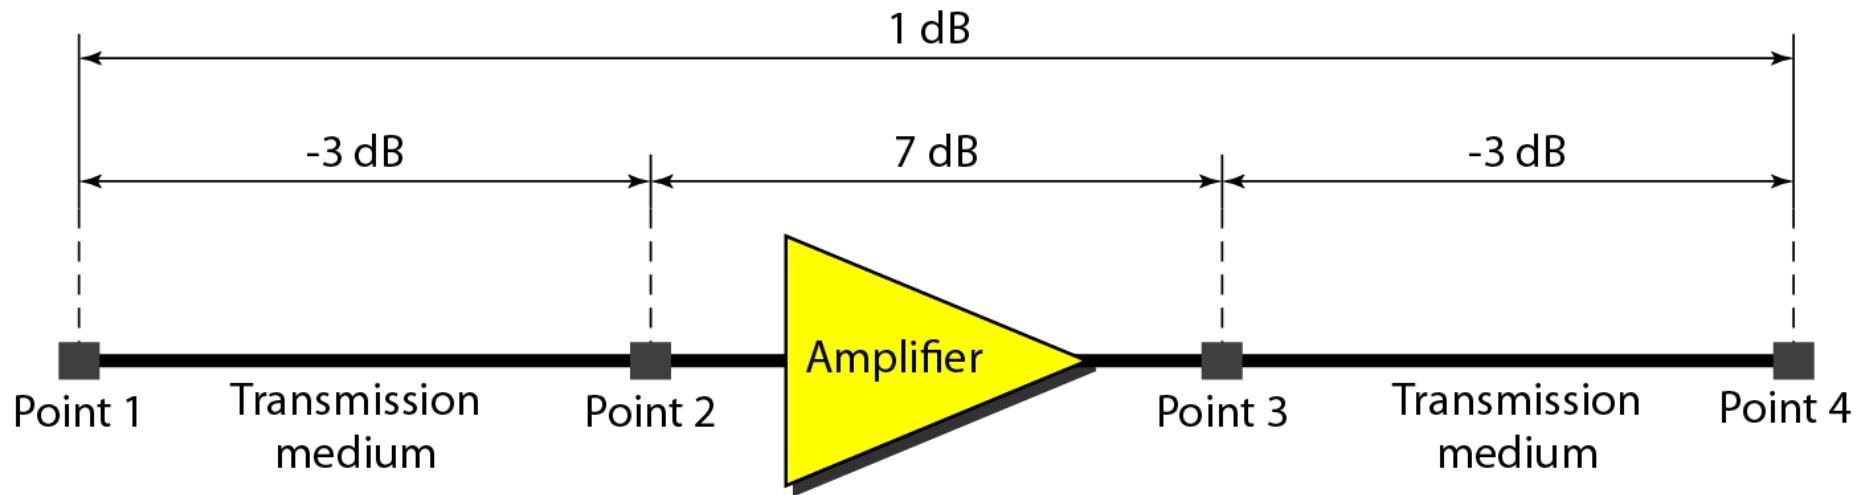 1 dB
-3 dB
7 dB
-3 dB
Amplifier
Point 1
Transmission
medium
Point 2
Point 3
Transmission
medium
Point 4